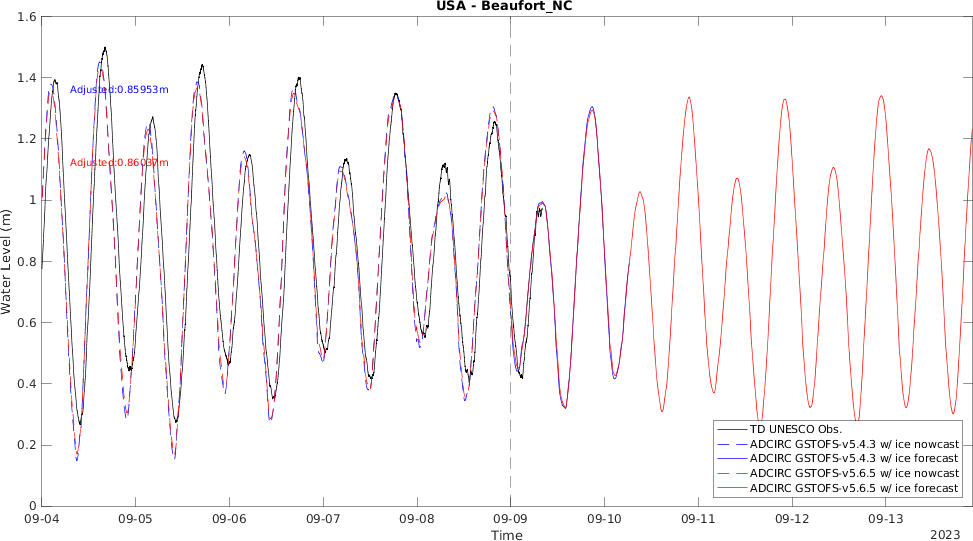 USA - Beaufort_NC
1.6
1.4
1.2
1
0.8
0.6
0.4
0.2
0
Water Level (m)
Adjusted:0.85953m
Adjusted:0.86037m
TD UNESCO Obs.
ADCIRC GSTOFS-v5.4.3 w/ ice nowcast
ADCIRC GSTOFS-v5.4.3 w/ ice forecast
ADCIRC GSTOFS-v5.6.5 w/ ice nowcast
ADCIRC GSTOFS-v5.6.5 w/ ice forecast
09-04 09-05 09-06 09-07 09-08 09-09 09-10 09-11 09-12 09-13
Time
2023